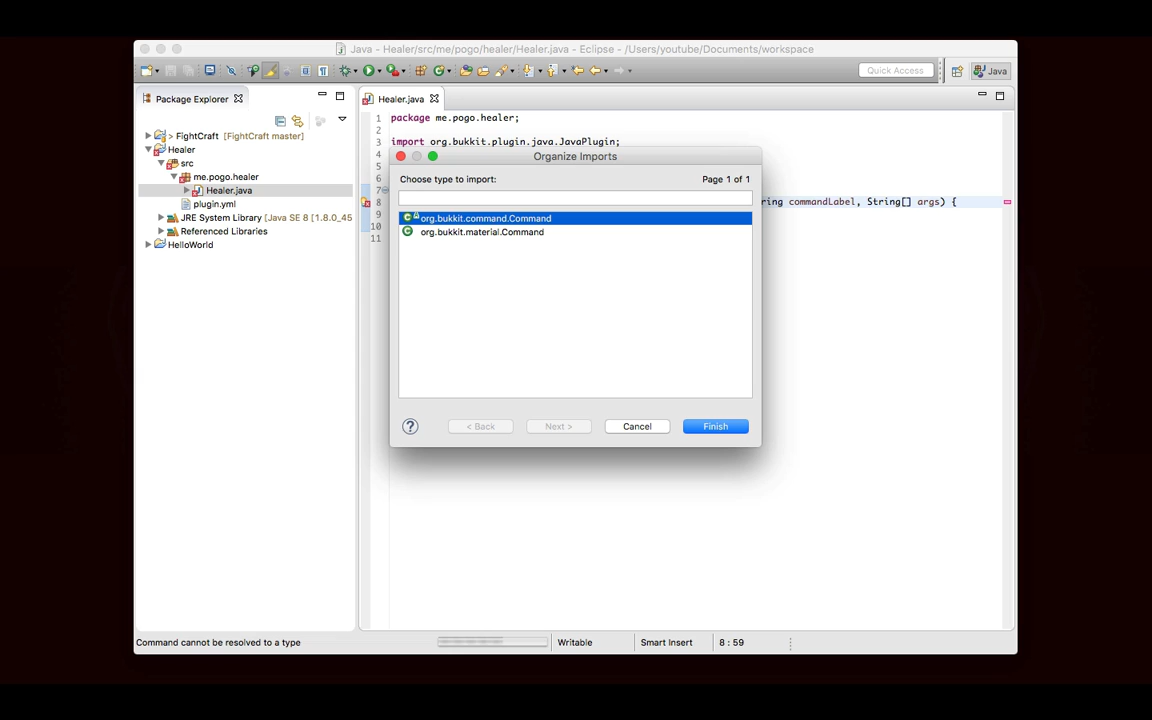 Java - Healer/src/me/pogo/healer/Healer.java - Eclipse - /Users/youtube/Documents/workspace
Quick Access
Java
Package Explorer
Healer.java
> FightCraft [FightCraft master]
Healer
src
me.pogo.healer
Healer.java
plugin.yml
JRE System Library [Java SE 8 [1.8.0_45
Referenced Libraries
HelloWorld
1 package me.pogo.healer;
2
3 import org.bukkit.plugin.java.JavaPlugin;
4
5
6
7
8 ring commandLabel, String[] args) {
9
10
11
Organize Imports
Choose type to import: Page 1 of 1
org.bukkit.command.Command
org.bukkit.material.Command
? < Back Next > Cancel Finish
Command cannot be resolved to a type Writable Smart Insert 8 : 59